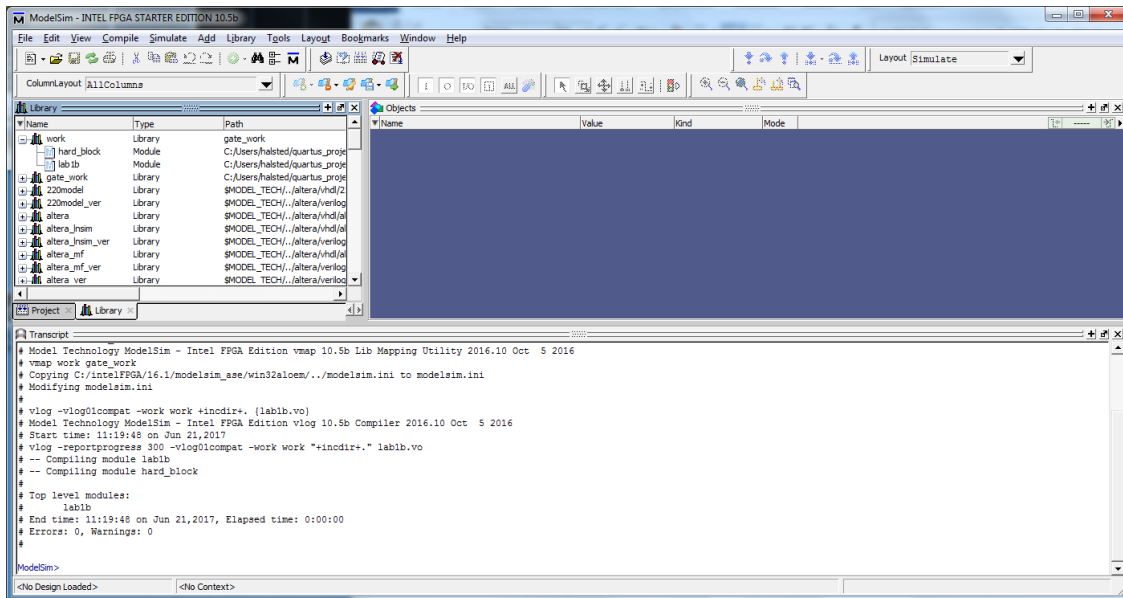 ModelSim - INTEL FPGA STARTER EDITION 10.5b
File Edit View Compile Simulate Add Library Tools Layout Bookmarks Window Help
Layout Simulate
ColumnLayout AllColumns
Library
Name Type Path
work Library gate_work
hard_block Module C:/Users/halsted/quartus_proje
lab1b Module C:/Users/halsted/quartus_proje
gate_work Library C:/Users/halsted/quartus_proje
220model Library $MODEL_TECH/../altera/vhdl/2
220model_ver Library $MODEL_TECH/../altera/verilog
altera Library $MODEL_TECH/../altera/vhdl/al
altera_lnsim Library $MODEL_TECH/../altera/vhdl/al
altera_lnsim_ver Library $MODEL_TECH/../altera/verilog
altera_mf Library $MODEL_TECH/../altera/vhdl/al
altera_mf_ver Library $MODEL_TECH/../altera/verilog
altera_ver Library $MODEL_TECH/../altera/verilog
Project Library
Objects
Name Value Kind Mode
Transcript
# Model Technology ModelSim - Intel FPGA Edition vmap 10.5b Lib Mapping Utility 2016.10 Oct  5 2016
# vmap work gate_work
# Copying C:/intelFPGA/16.1/modelsim_ase/win32aloem/../modelsim.ini to modelsim.ini
# Modifying modelsim.ini
#
# vlog -vlog01compat -work work +incdir+. {lab1b.vo}
# Model Technology ModelSim - Intel FPGA Edition vlog 10.5b Compiler 2016.10 Oct  5 2016
# Start time: 11:19:48 on Jun 21,2017
# vlog -reportprogress 300 -vlog01compat -work work "+incdir+." lab1b.vo
# -- Compiling module lab1b
# -- Compiling module hard_block
#
# Top level modules:
# lab1b
# End time: 11:19:48 on Jun 21,2017, Elapsed time: 0:00:00
# Errors: 0, Warnings: 0
#
ModelSim>
<No Design Loaded> <No Context>